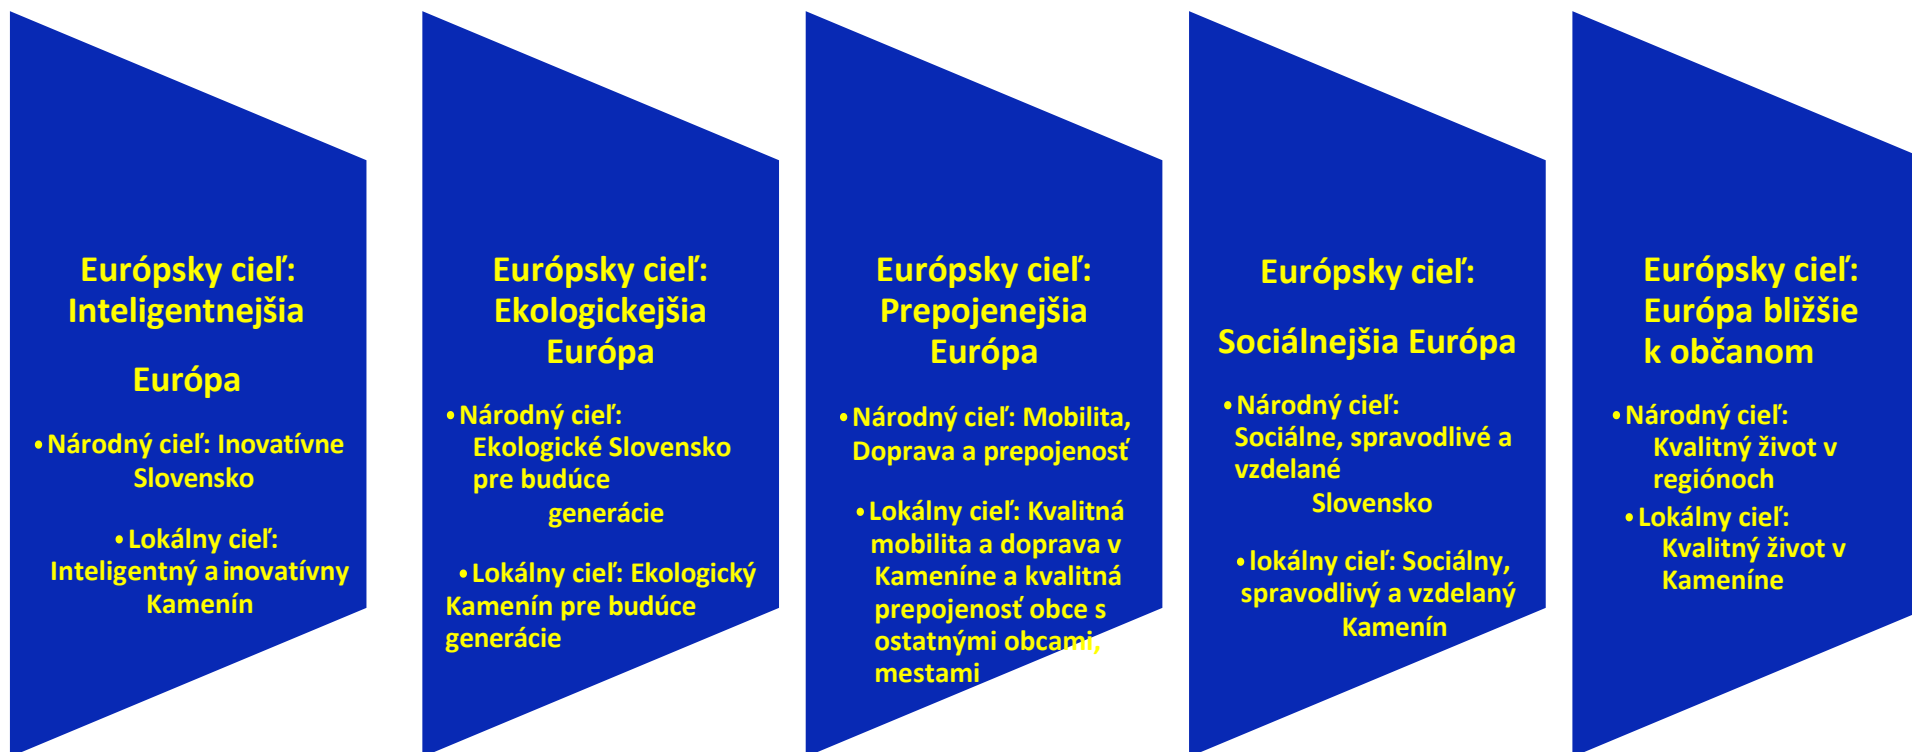 Európsky cieľ:
Inteligentnejšia
Európa
• Národný cieľ: Inovatívne
Slovensko
• Lokálny cieľ:
Inteligentný a inovatívny
Kamenín
Európsky cieľ:
Ekologickejšia
Európa
• Národný cieľ:
Ekologické Slovensko
pre budúce
generácie
• Lokálny cieľ: Ekologický
Kamenín pre budúce
generácie
Európsky cieľ:
Prepojenejšia
Európa
• Národný cieľ: Mobilita,
Doprava a prepojenosť
• Lokálny cieľ: Kvalitná
mobilita a doprava v
Kameníne a kvalitná
prepojenosť obce s
ostatnými obcami,
mestami
Európsky cieľ:
Sociálnejšia Európa
• Národný cieľ:
Sociálne, spravodlivé a
vzdelané
Slovensko
• lokálny cieľ: Sociálny,
spravodlivý a vzdelaný
Kamenín
Európsky cieľ:
Európa bližšie
k občanom
• Národný cieľ:
Kvalitný život v
regiónoch
• Lokálny cieľ:
Kvalitný život v
Kameníne